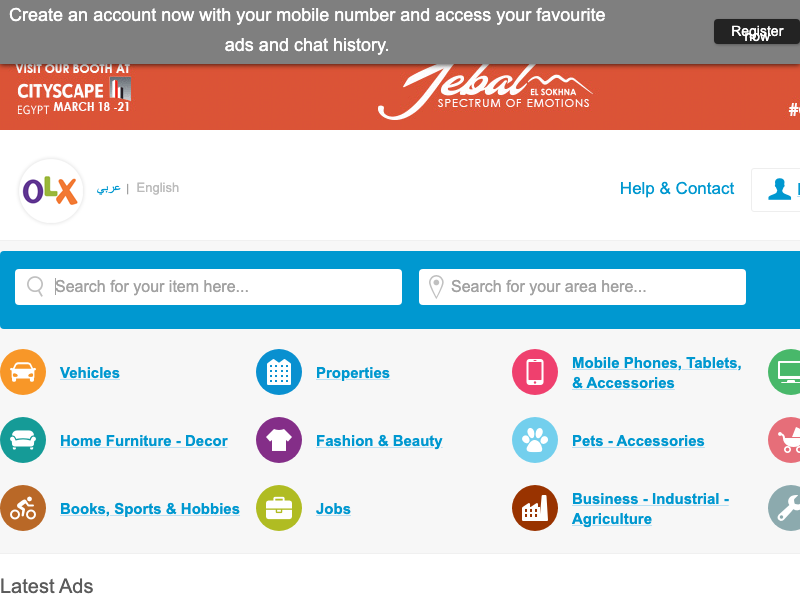 Create an account now with your mobile number and access your favourite
ads and chat history.
Register
now
VISIT OUR BOOTH AT
CITYSCAPE
EGYPT MARCH 18 -21
Jebal
EL SOKHNA
SPECTRUM OF EMOTIONS
OLX
عربي | English
Help & Contact
Search for your item here...
Search for your area here...
Vehicles
Properties
Mobile Phones, Tablets,
& Accessories
Home Furniture - Decor
Fashion & Beauty
Pets - Accessories
Books, Sports & Hobbies
Jobs
Business - Industrial -
Agriculture
Latest Ads